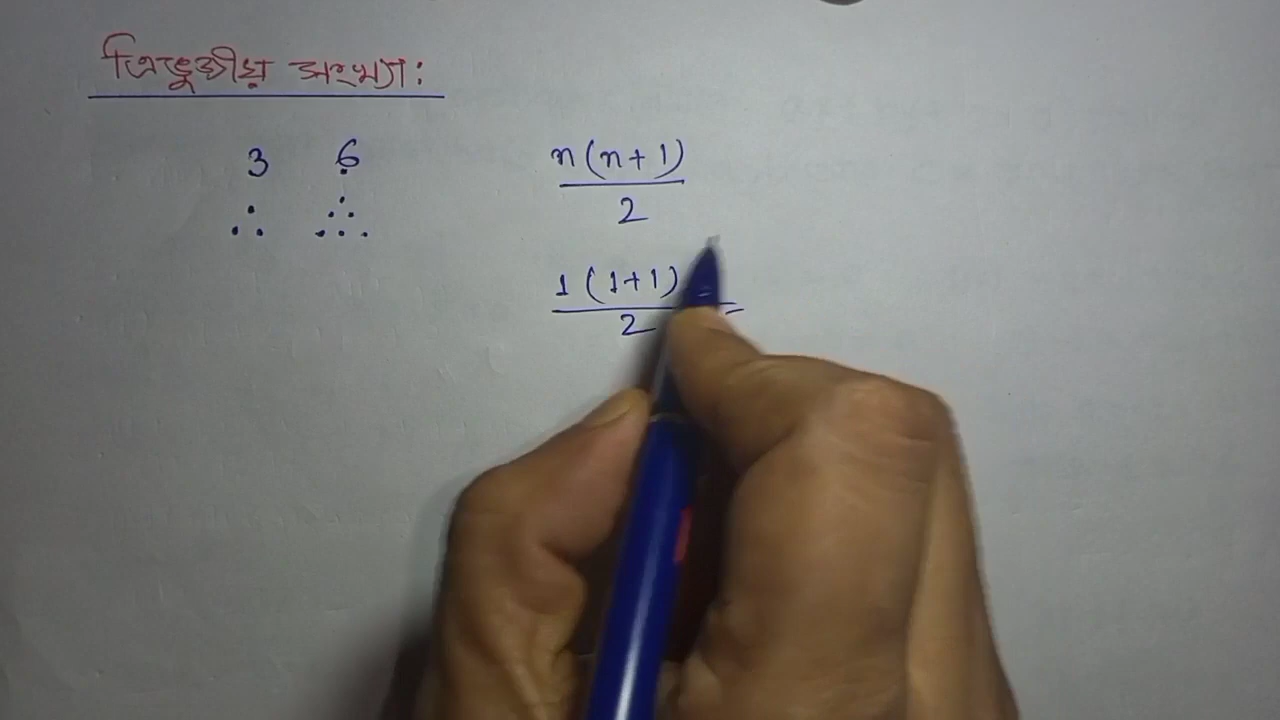 ত্রিভুজীয় সংখ্যা:
3 6
n(n+1)
2
1(1+1)
2
=